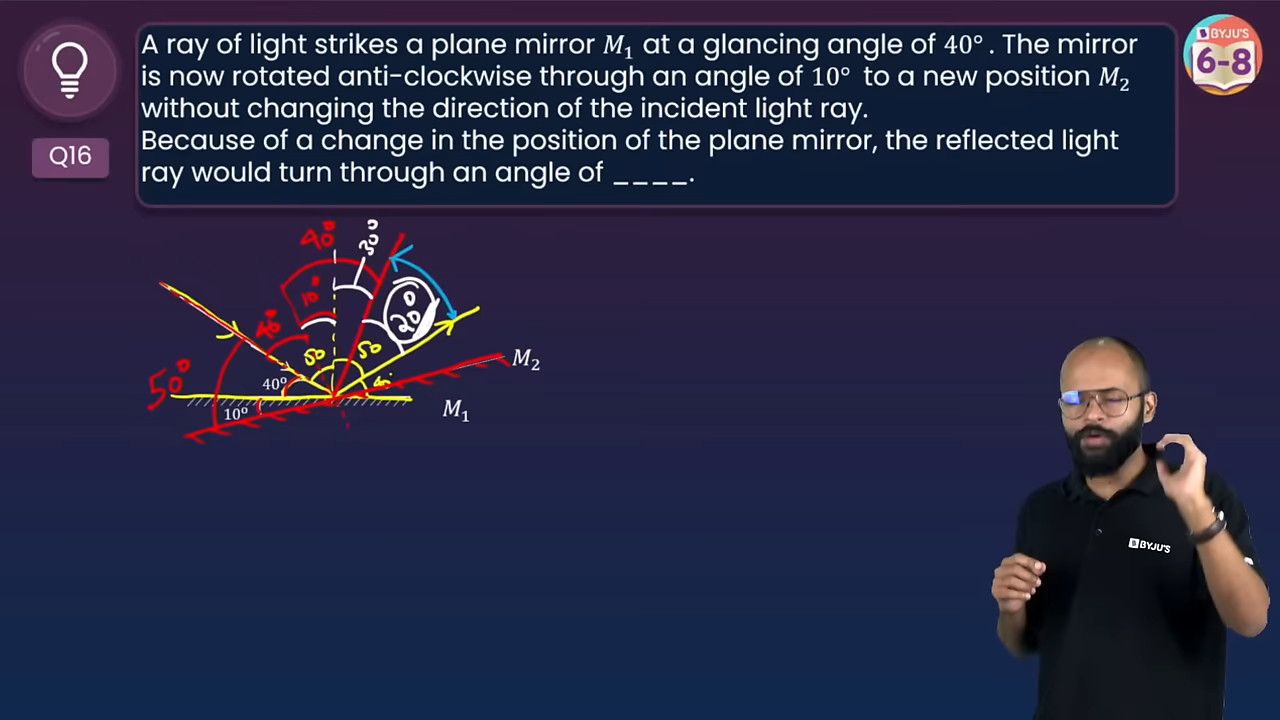 A ray of light strikes a plane mirror M₁ at a glancing angle of 40°. The mirror
is now rotated anti-clockwise through an angle of 10° to a new position M₂
without changing the direction of the incident light ray.
Because of a change in the position of the plane mirror, the reflected light
ray would turn through an angle of ____.
BYJU'S
6-8
Q16
40°
30°
10°
20°
40°
50
50
50°
40°
40°
10°
M₂
M₁
BYJU'S